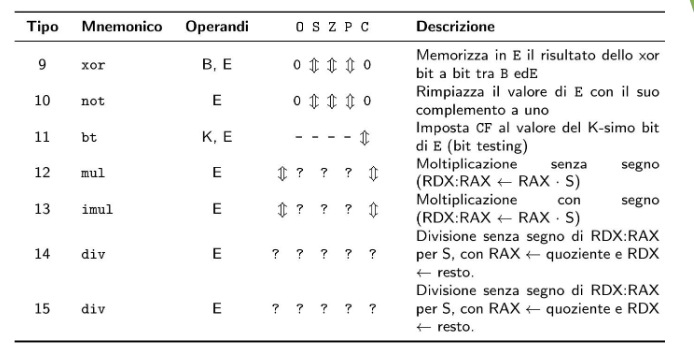 Tipo Mnemonico Operandi O S Z P C Descrizione
9 xor B, E 0 ⇕ ⇕ ⇕ 0 Memorizza in E il risultato dello xor
bit a bit tra B edE
10 not E 0 ⇕ ⇕ ⇕ 0 Rimpiazza il valore di E con il suo
complemento a uno
11 bt K, E - - - - ⇕ Imposta CF al valore del K-simo bit
di E (bit testing)
12 mul E ⇕ ? ? ? ⇕ Moltiplicazione senza segno
(RDX:RAX ← RAX · S)
13 imul E ⇕ ? ? ? ⇕ Moltiplicazione con segno
(RDX:RAX ← RAX · S)
14 div E ? ? ? ? ? Divisione senza segno di RDX:RAX
per S, con RAX ← quoziente e RDX
← resto.
15 div E ? ? ? ? ? Divisione senza segno di RDX:RAX
per S, con RAX ← quoziente e RDX
← resto.